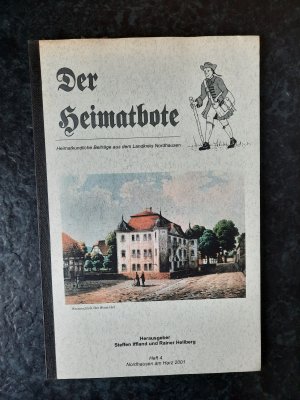 Der
Heimatbote
Heimatkundliche Beiträge aus dem Landkreis Nordhausen
Herausgeber
Steffen Iffland und Rainer Hellberg
Heft 4
Nordhausen am Harz 2001